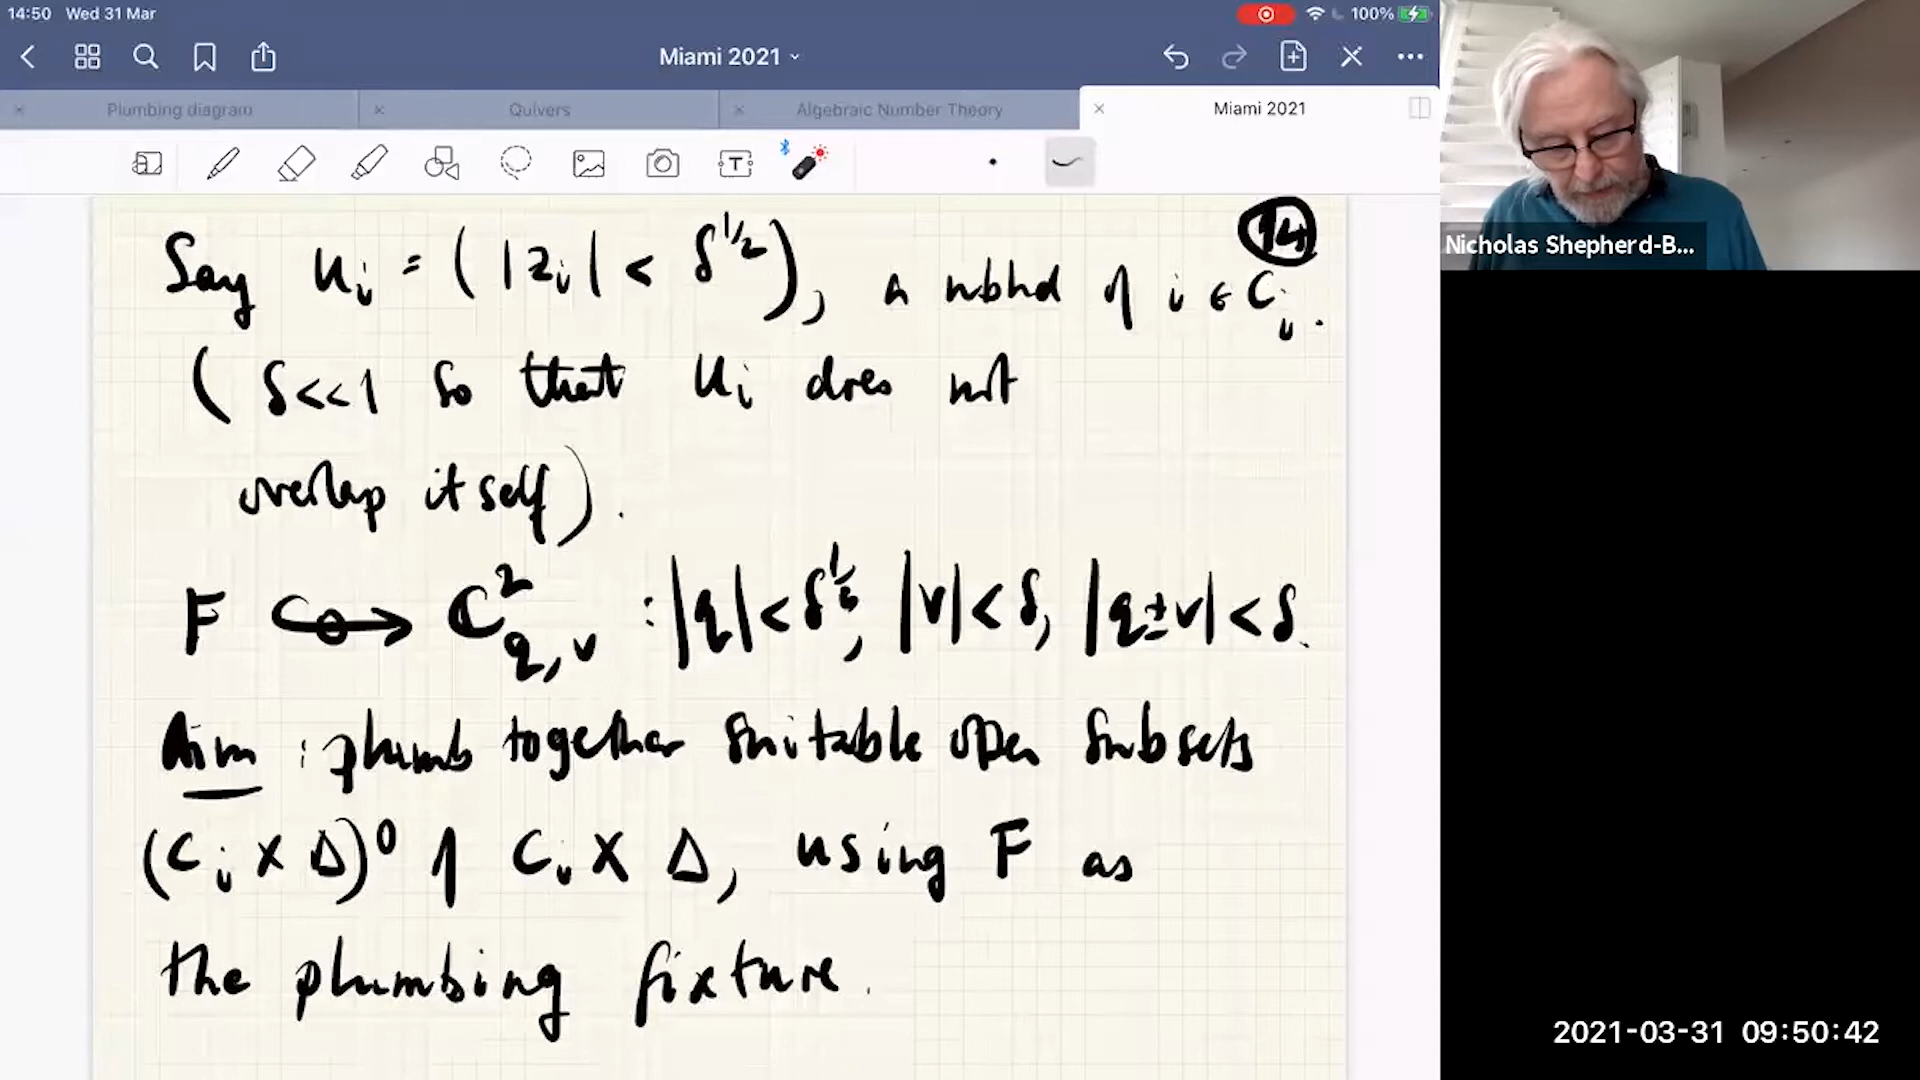 14:50 Wed 31 Mar
100%
Miami 2021
Plumbing diagram
Quivers
Algebraic Number Theory
Miami 2021
14
Say U_i = (|z_i| < δ^{1/2}), a nbhd of i ∈ C_i.
(δ<<1 so that U_i does not
overlap itself).
F ↪ C²_{q,v} : |q| < δ^{1/2}, |v| < δ, |q±v| < δ.
Aim : plumb together suitable open subsets
(C_i × Δ)^0 of C_i × Δ, using F as
the plumbing fixture.
Nicholas Shepherd-B...
2021-03-31 09:50:42